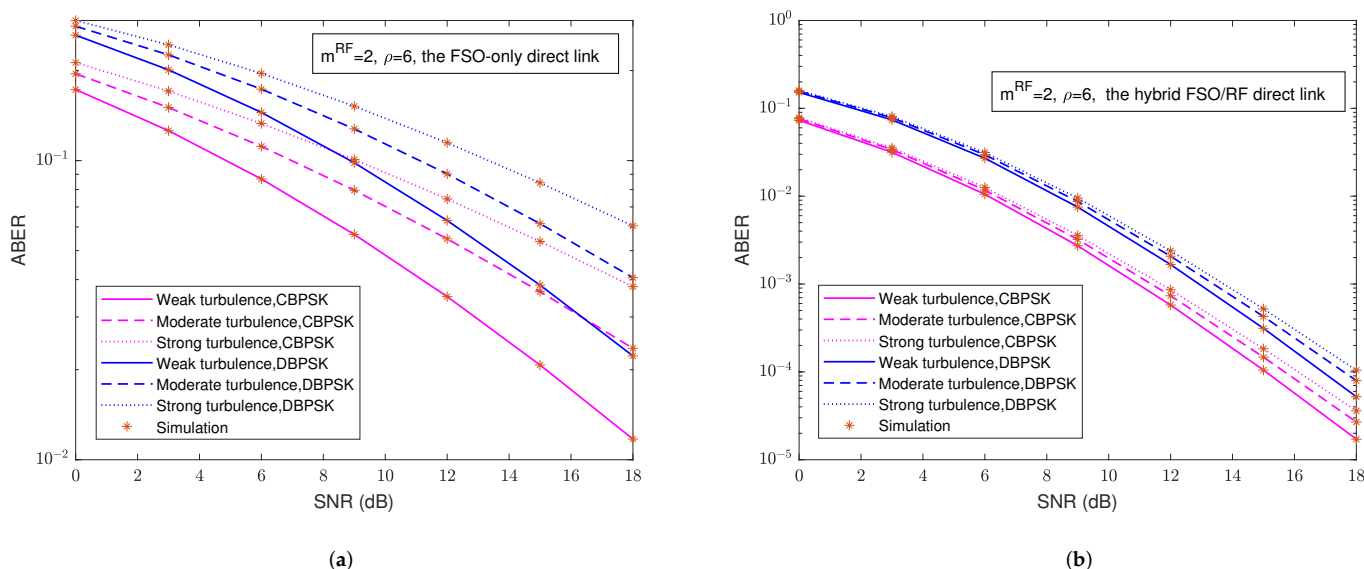 m^RF=2, ρ=6, the FSO-only direct link
10^-1
10^-2
ABER
Weak turbulence,CBPSK
Moderate turbulence,CBPSK
Strong turbulence,CBPSK
Weak turbulence,DBPSK
Moderate turbulence,DBPSK
Strong turbulence,DBPSK
Simulation
0 2 4 6 8 10 12 14 16 18
SNR (dB)
(a)
10^0
m^RF=2, ρ=6, the hybrid FSO/RF direct link
10^-1
10^-2
10^-3
10^-4
10^-5
ABER
Weak turbulence,CBPSK
Moderate turbulence,CBPSK
Strong turbulence,CBPSK
Weak turbulence,DBPSK
Moderate turbulence,DBPSK
Strong turbulence,DBPSK
Simulation
0 2 4 6 8 10 12 14 16 18
SNR (dB)
(b)